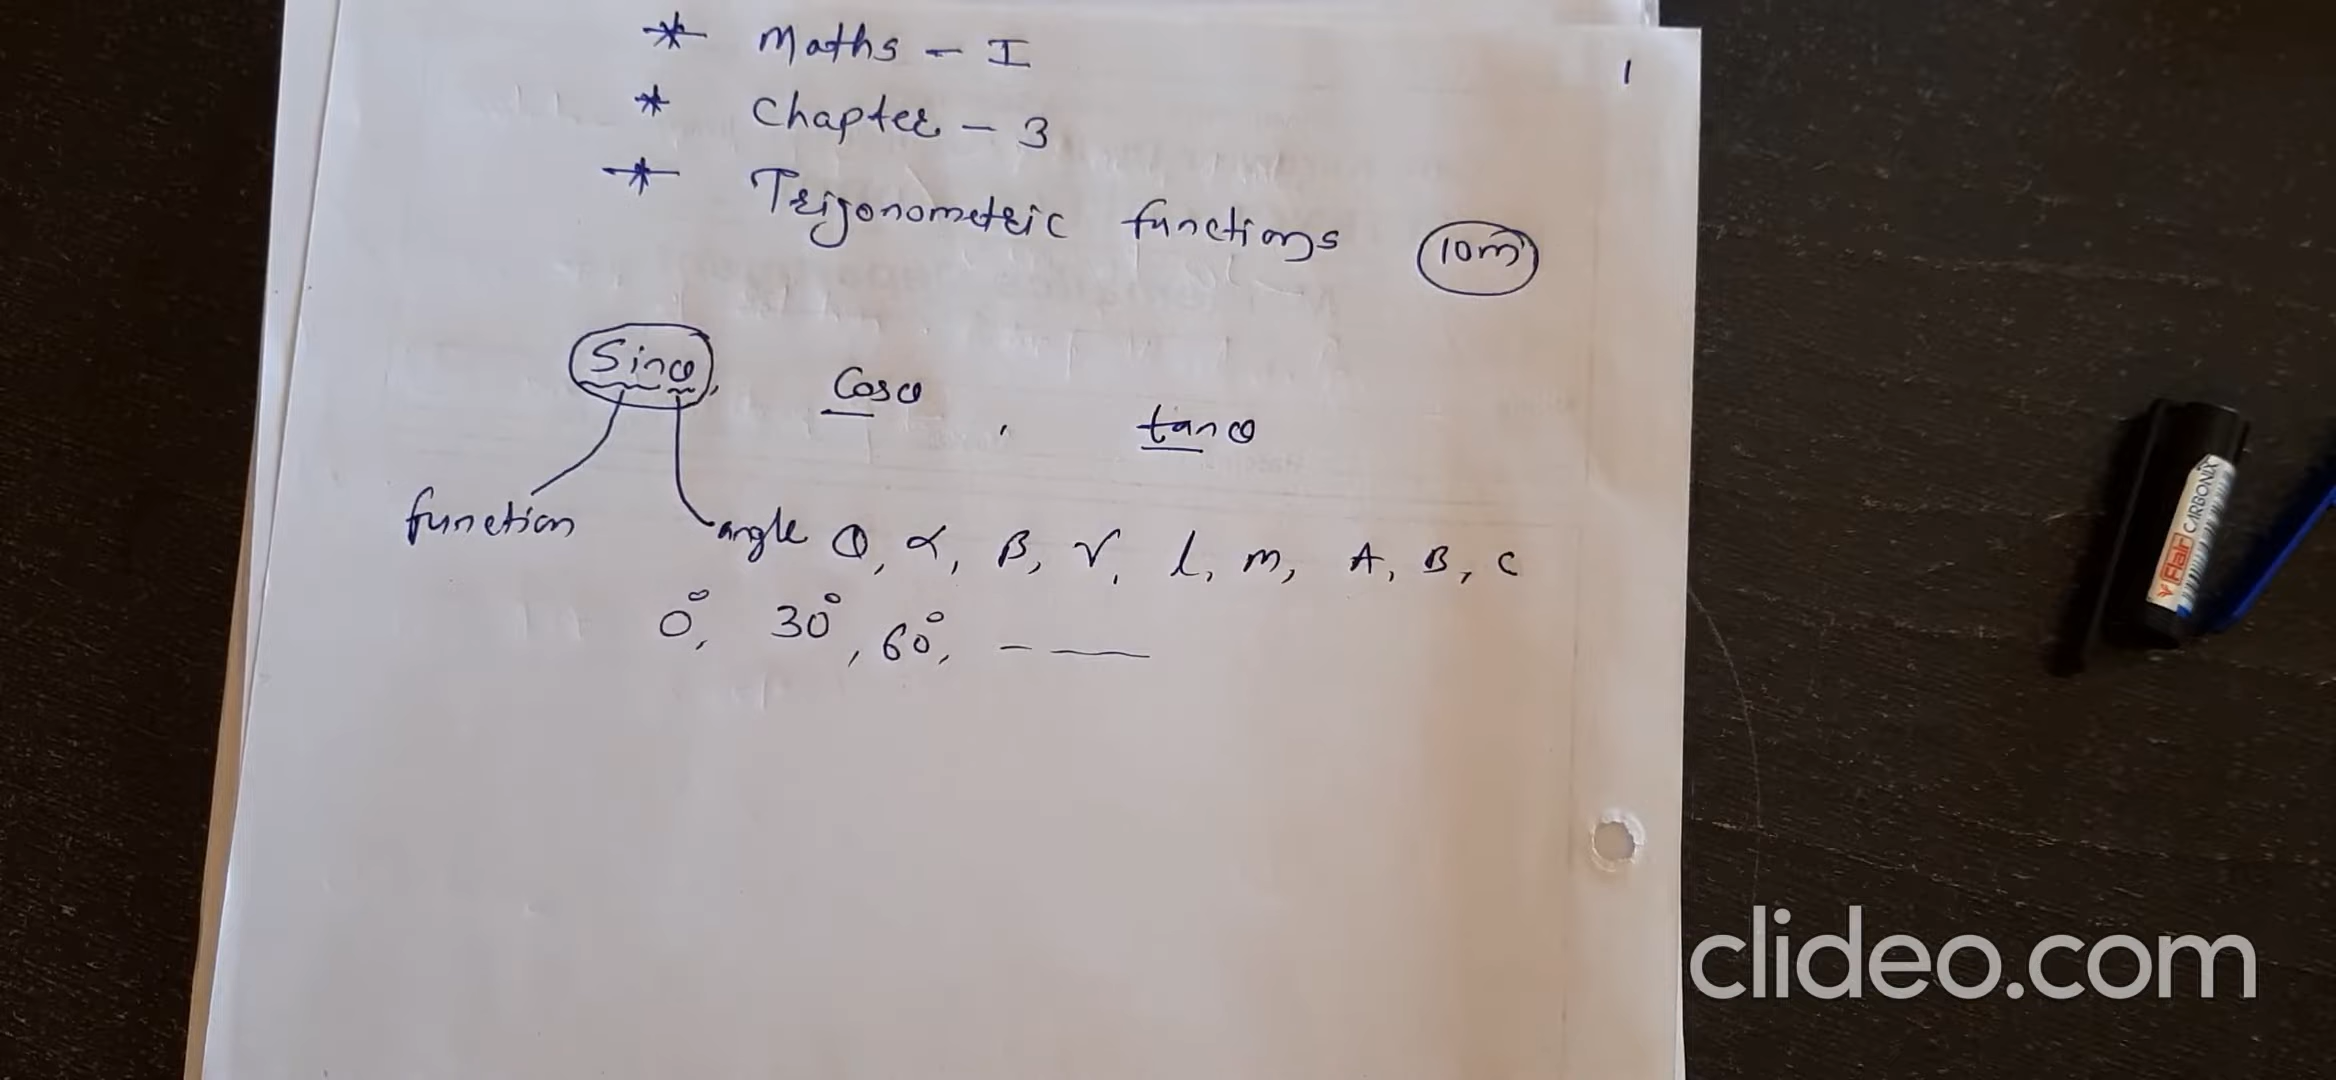 * Maths - I
1
* Chapter - 3
* Trigonometric functions 10m
Sinθ, Cosθ, tanθ
function
angle θ, α, β, γ, l, m, A, B, C
0°, 30°, 60°, - —
Flair CARBONIX
clideo.com